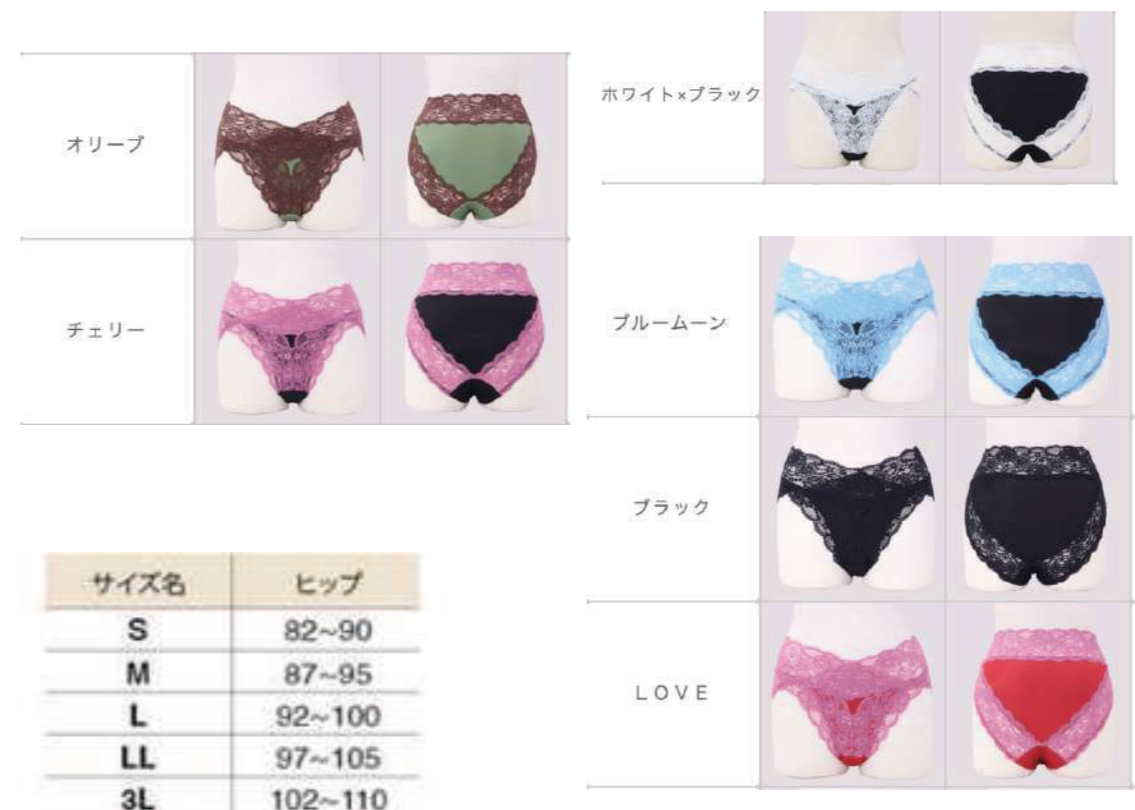 オリーブ
チェリー
ホワイト×ブラック
ブルームーン
ブラック
LOVE
サイズ名 ヒップ
S 82~90
M 87~95
L 92~100
LL 97~105
3L 102~110